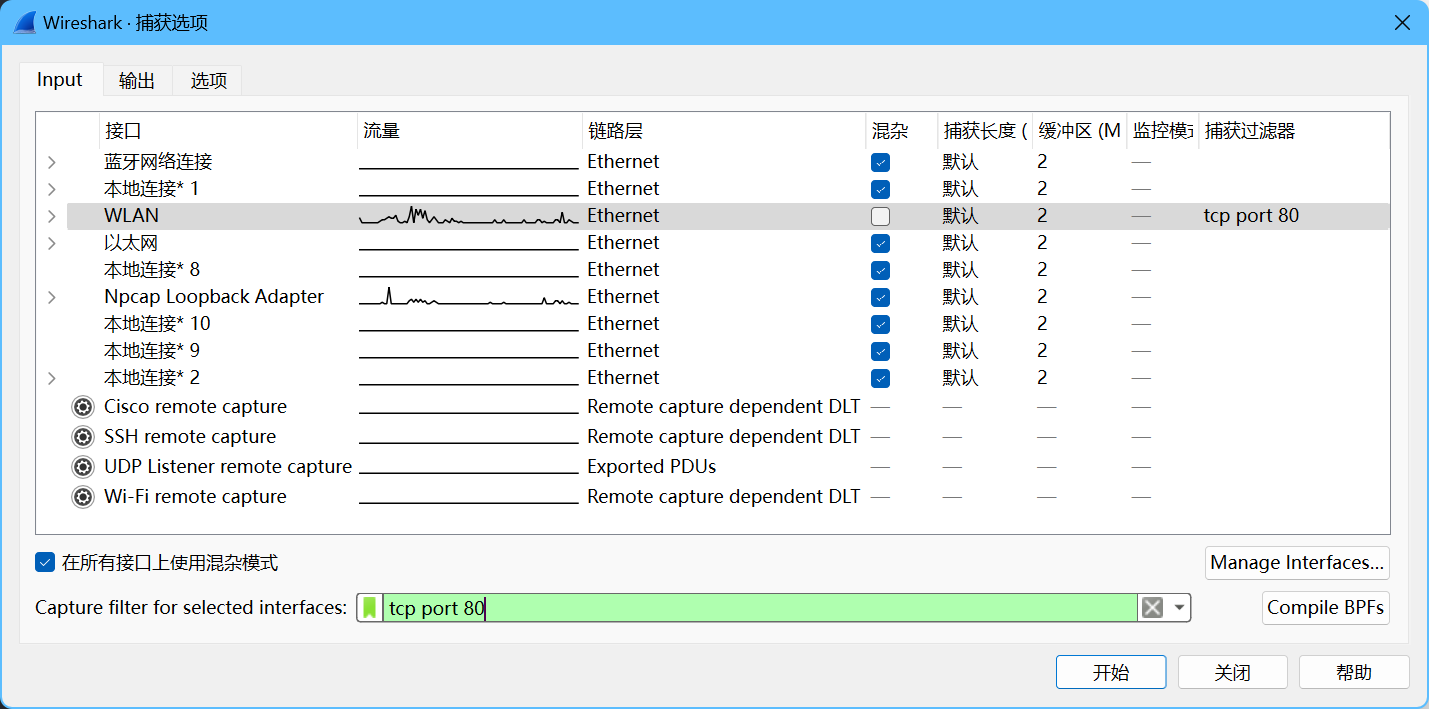 Wireshark · 捕获选项
Input 输出 选项
接口 流量 链路层 混杂 捕获长度 ( 缓冲区 (M 监控模式 捕获过滤器
蓝牙网络连接 Ethernet 默认 2 —
本地连接* 1 Ethernet 默认 2 —
WLAN Ethernet 默认 2 — tcp port 80
以太网 Ethernet 默认 2 —
本地连接* 8 Ethernet 默认 2 —
Npcap Loopback Adapter Ethernet 默认 2 —
本地连接* 10 Ethernet 默认 2 —
本地连接* 9 Ethernet 默认 2 —
本地连接* 2 Ethernet 默认 2 —
Cisco remote capture Remote capture dependent DLT — — — —
SSH remote capture Remote capture dependent DLT — — — —
UDP Listener remote capture Exported PDUs — — — —
Wi-Fi remote capture Remote capture dependent DLT — — — —
在所有接口上使用混杂模式 Manage Interfaces...
Capture filter for selected interfaces: tcp port 80 Compile BPFs
开始 关闭 帮助